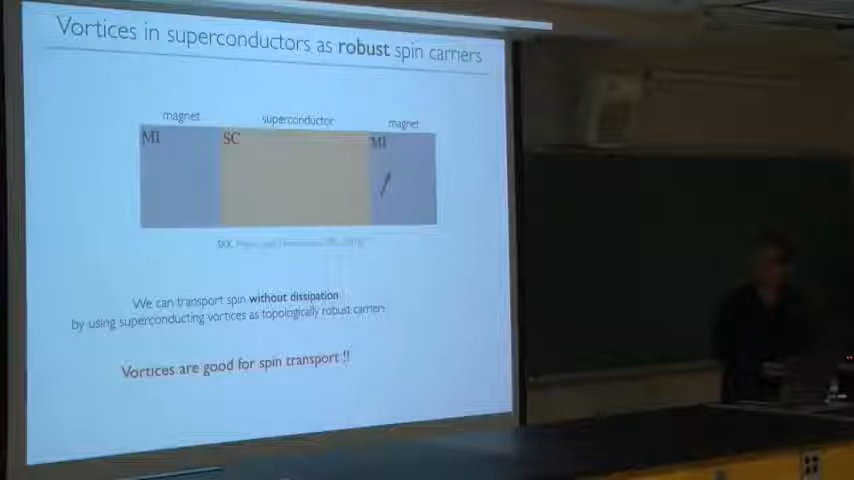 Vortices in superconductors as robust spin carriers
magnet superconductor magnet
MI SC MI
We can transport spin without dissipation
by using superconducting vortices as topologically robust carriers
Vortices are good for spin transport !!